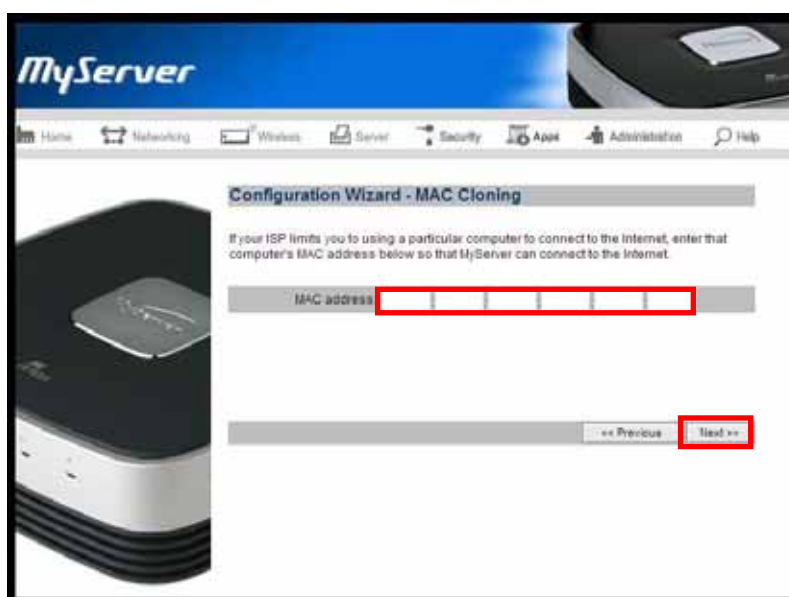 MyServer
Home Networking Wireless Server Security Apps Administration Help
Configuration Wizard - MAC Cloning
If your ISP limits you to using a particular computer to connect to the Internet, enter that
computer's MAC address below so that MyServer can connect to the Internet.
MAC address
<< Previous Next >>